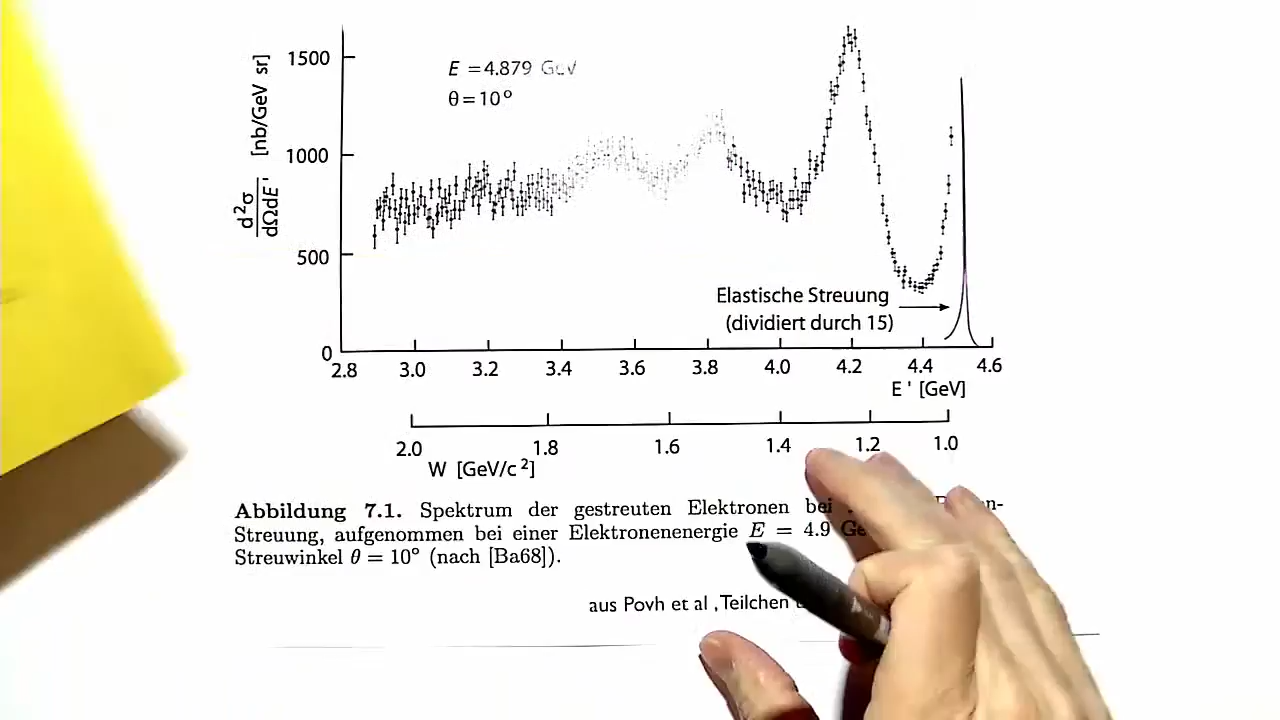 1500
1000
500
0
d²σ
dΩdE'
[nb/GeV sr]
E = 4.879 GeV
θ = 10°
Elastische Streuung
(dividiert durch 15)
2.8 3.0 3.2 3.4 3.6 3.8 4.0 4.2 4.4 4.6
E ' [GeV]
2.0 1.8 1.6 1.4 1.2 1.0
W [GeV/c²]
Abbildung 7.1. Spektrum der gestreuten Elektronen bei
Streuung, aufgenommen bei einer Elektronenenergie E = 4.9
Streuwinkel θ = 10° (nach [Ba68]).
aus Povh et al , Teilchen